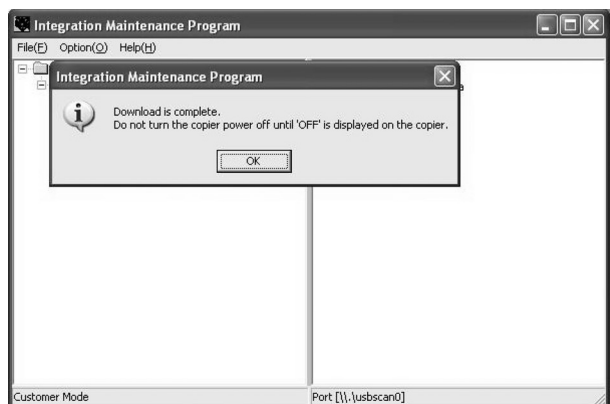 Integration Maintenance Program
File(F) Option(O) Help(H)
Integration Maintenance Program
Download is complete.
Do not turn the copier power off until 'OFF' is displayed on the copier.
OK
Customer Mode
Port [\\.\usbscan0]